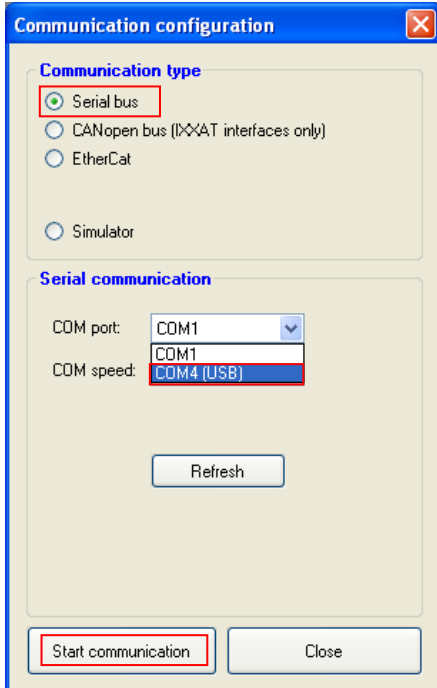 Communication configuration
Communication type
Serial bus
CANopen bus (IXXAT interfaces only)
EtherCat
Simulator
Serial communication
COM port: COM1
COM1
COM speed: COM4 (USB)
Refresh
Start communication Close